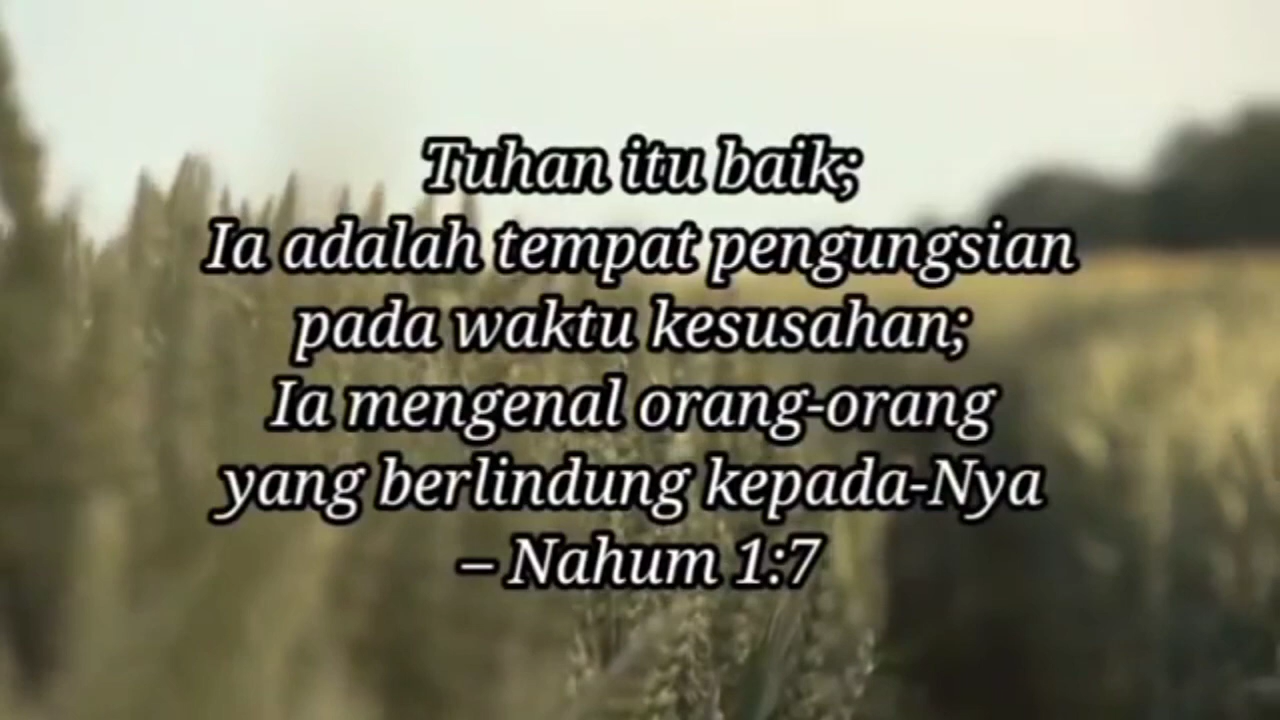 Tuhan itu baik;
Ia adalah tempat pengungsian
pada waktu kesusahan;
Ia mengenal orang-orang
yang berlindung kepada-Nya
– Nahum 1:7